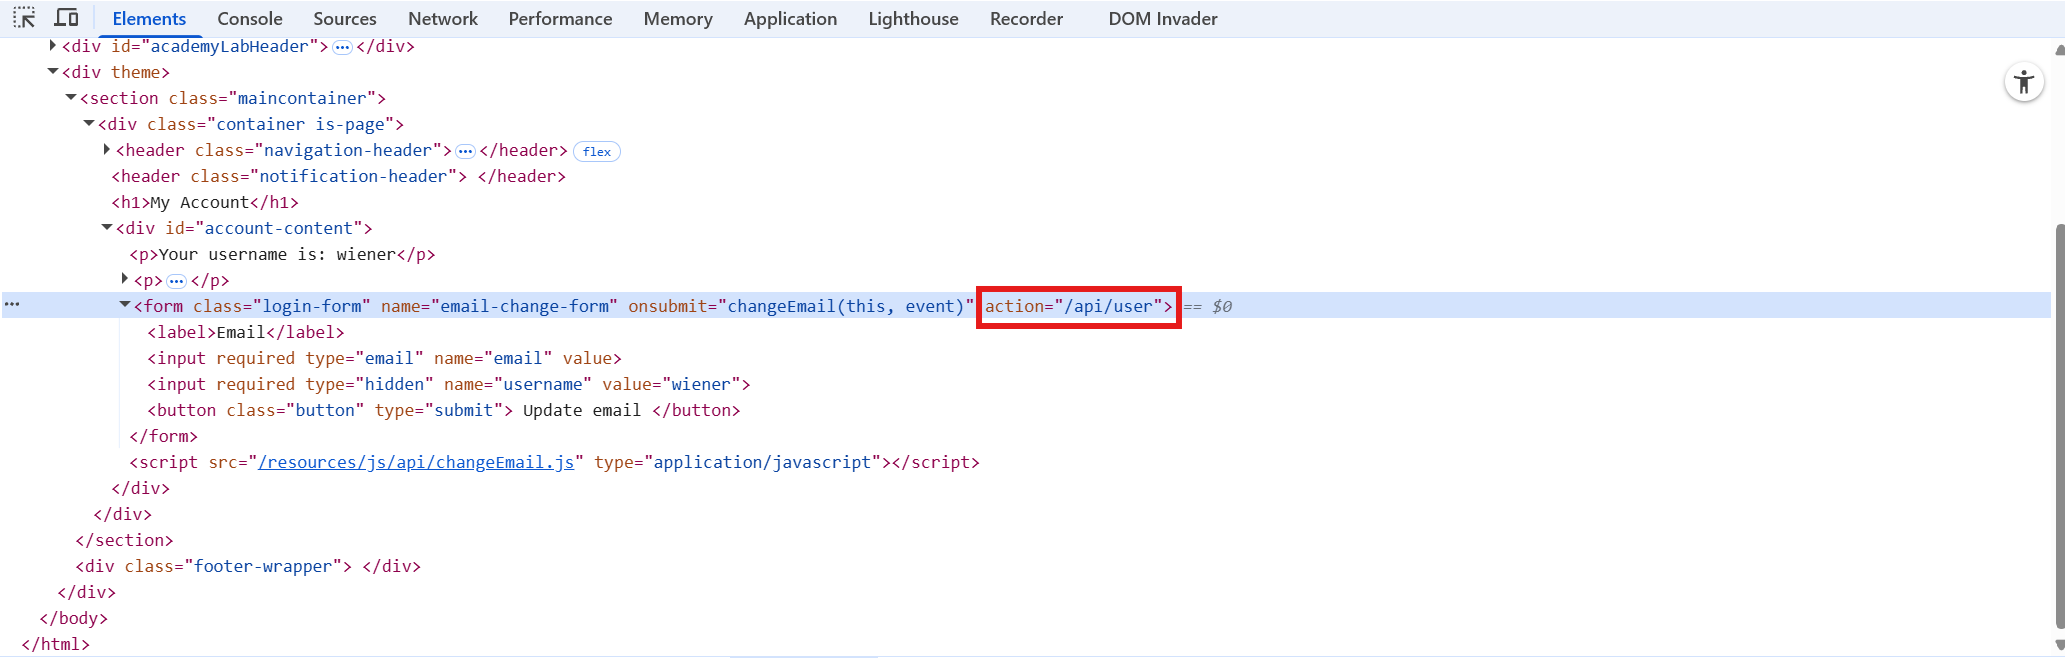 Elements Console Sources Network Performance Memory Application Lighthouse Recorder DOM Invader
<div id="academyLabHeader"> ••• </div>
<div theme>
<section class="maincontainer">
<div class="container is-page">
<header class="navigation-header"> ••• </header> flex
<header class="notification-header"> </header>
<h1>My Account</h1>
<div id="account-content">
<p>Your username is: wiener</p>
<p> ••• </p>
••• <form class="login-form" name="email-change-form" onsubmit="changeEmail(this, event)" action="/api/user"> == $0
<label>Email</label>
<input required type="email" name="email" value>
<input required type="hidden" name="username" value="wiener">
<button class="button" type="submit"> Update email </button>
</form>
<script src="/resources/js/api/changeEmail.js" type="application/javascript"></script>
</div>
</div>
</section>
<div class="footer-wrapper"> </div>
</div>
</body>
</html>